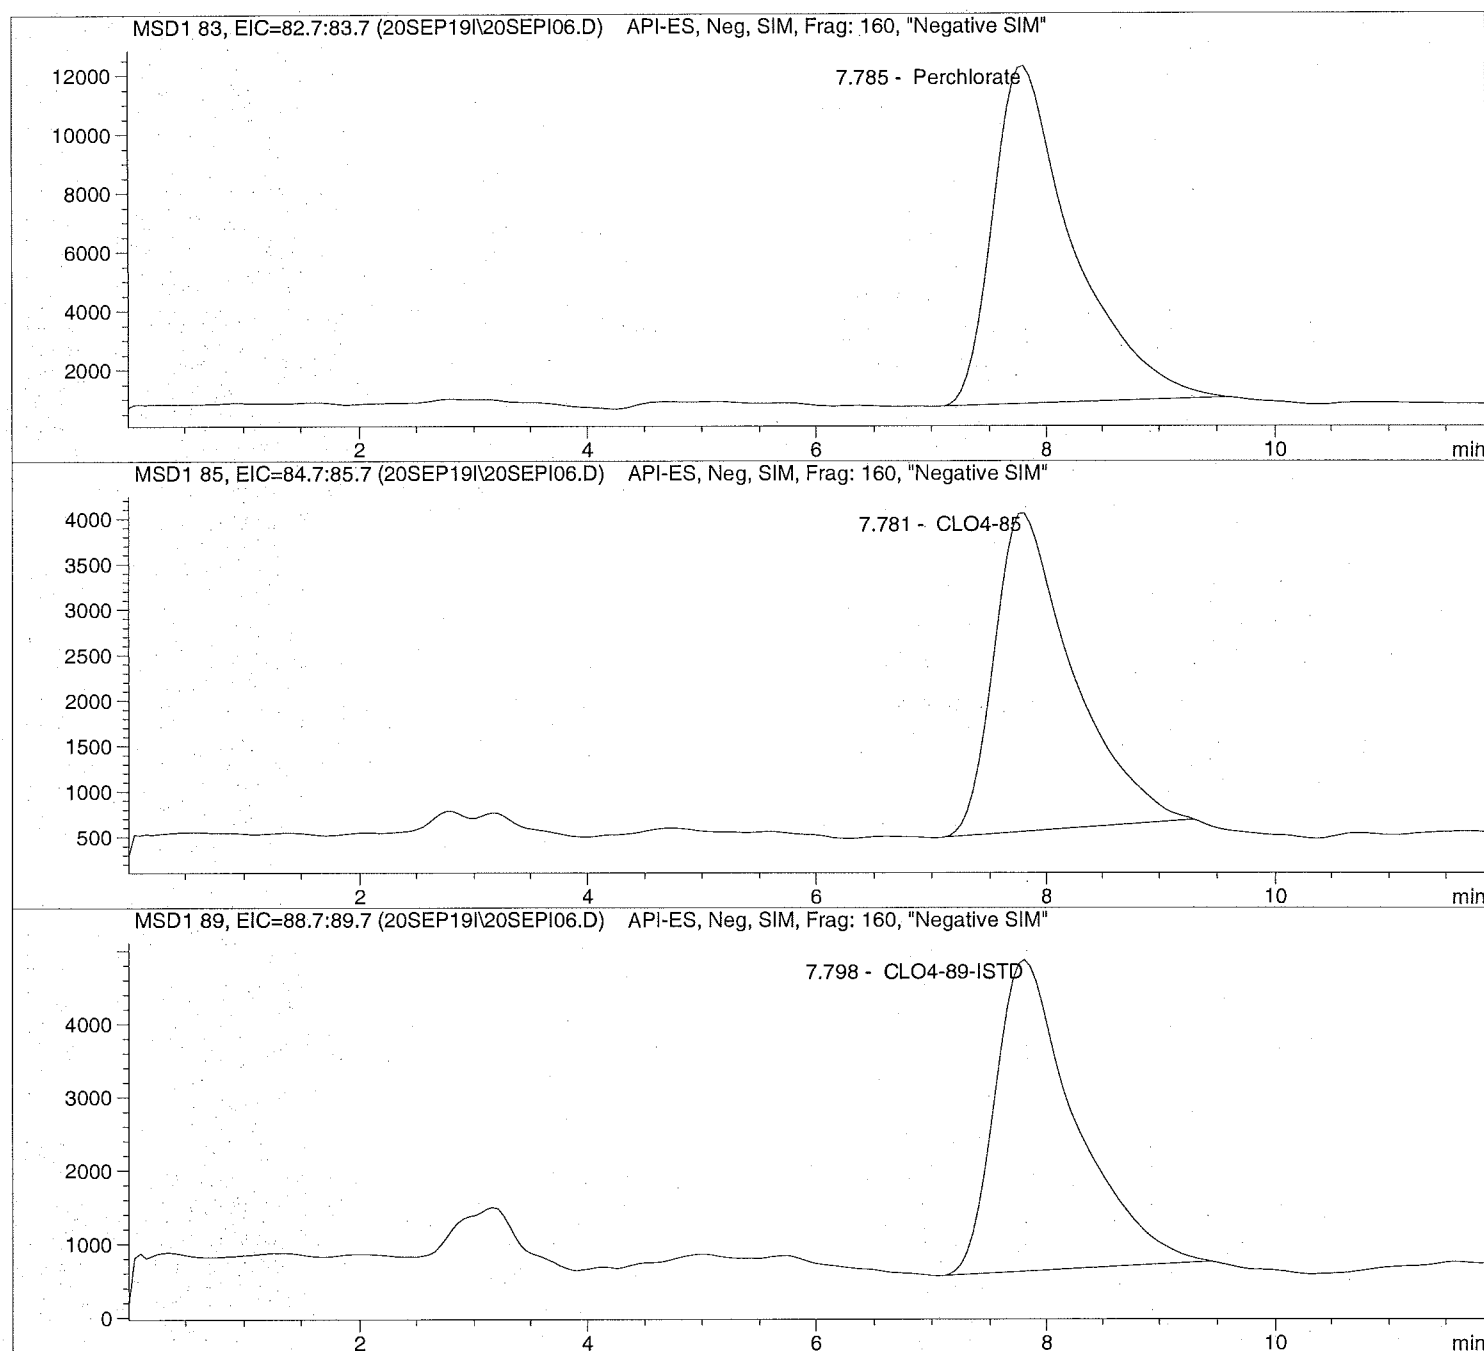 MSD1 83, EIC=82.7:83.7 (20SEP19I\20SEPI06.D) API-ES, Neg, SIM, Frag: 160, "Negative SIM"
7.785 - Perchlorate
12000
10000
8000
6000
4000
2000
2 4 6 8 10 min
MSD1 85, EIC=84.7:85.7 (20SEP19I\20SEPI06.D) API-ES, Neg, SIM, Frag: 160, "Negative SIM"
7.781 - CLO4-85
4000
3500
3000
2500
2000
1500
1000
500
2 4 6 8 10 min
MSD1 89, EIC=88.7:89.7 (20SEP19I\20SEPI06.D) API-ES, Neg, SIM, Frag: 160, "Negative SIM"
7.798 - CLO4-89-ISTD
4000
3000
2000
1000
0
2 4 6 8 10 min